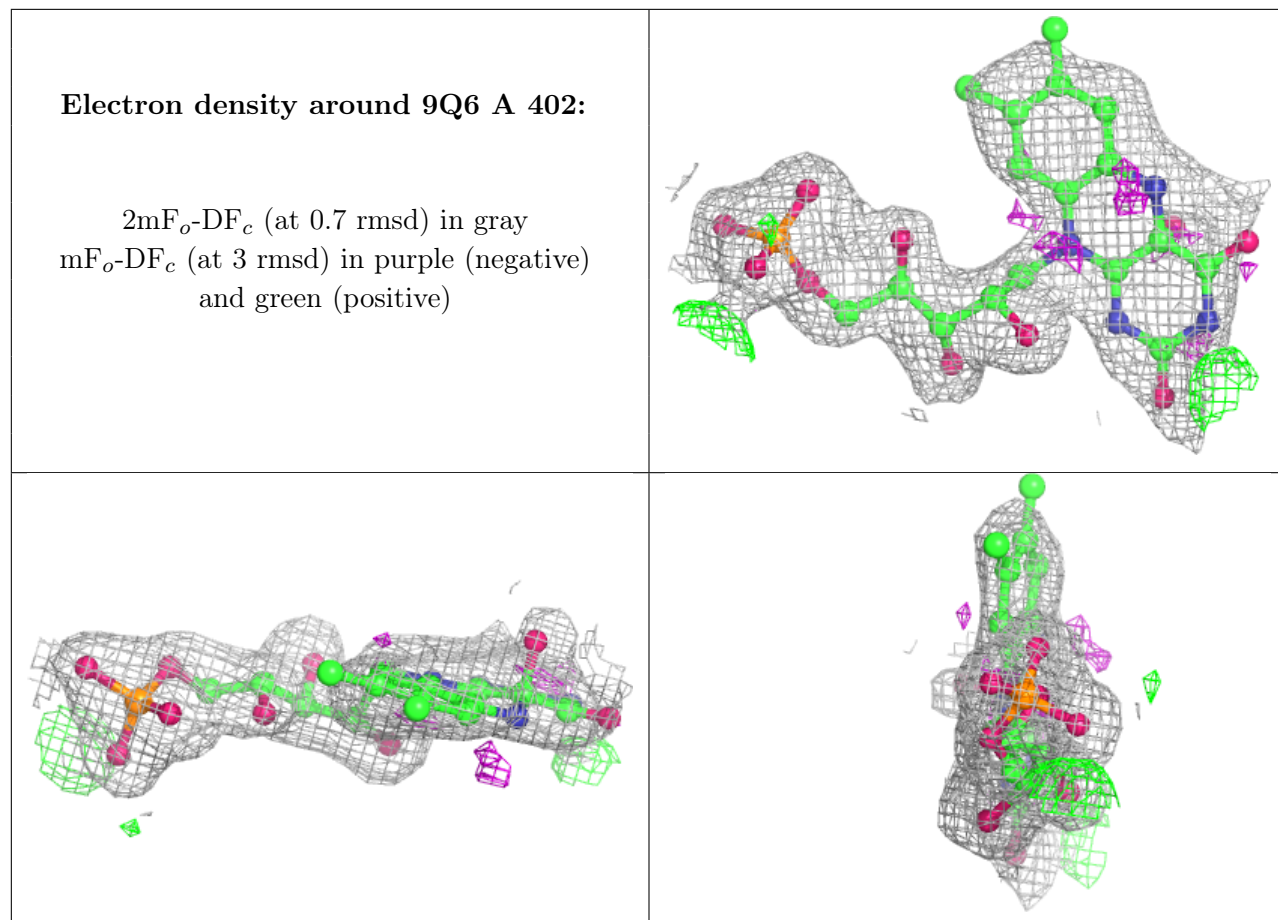 Electron density around 9Q6 A 402:
2mFo-DFc (at 0.7 rmsd) in gray
mFo-DFc (at 3 rmsd) in purple (negative)
and green (positive)